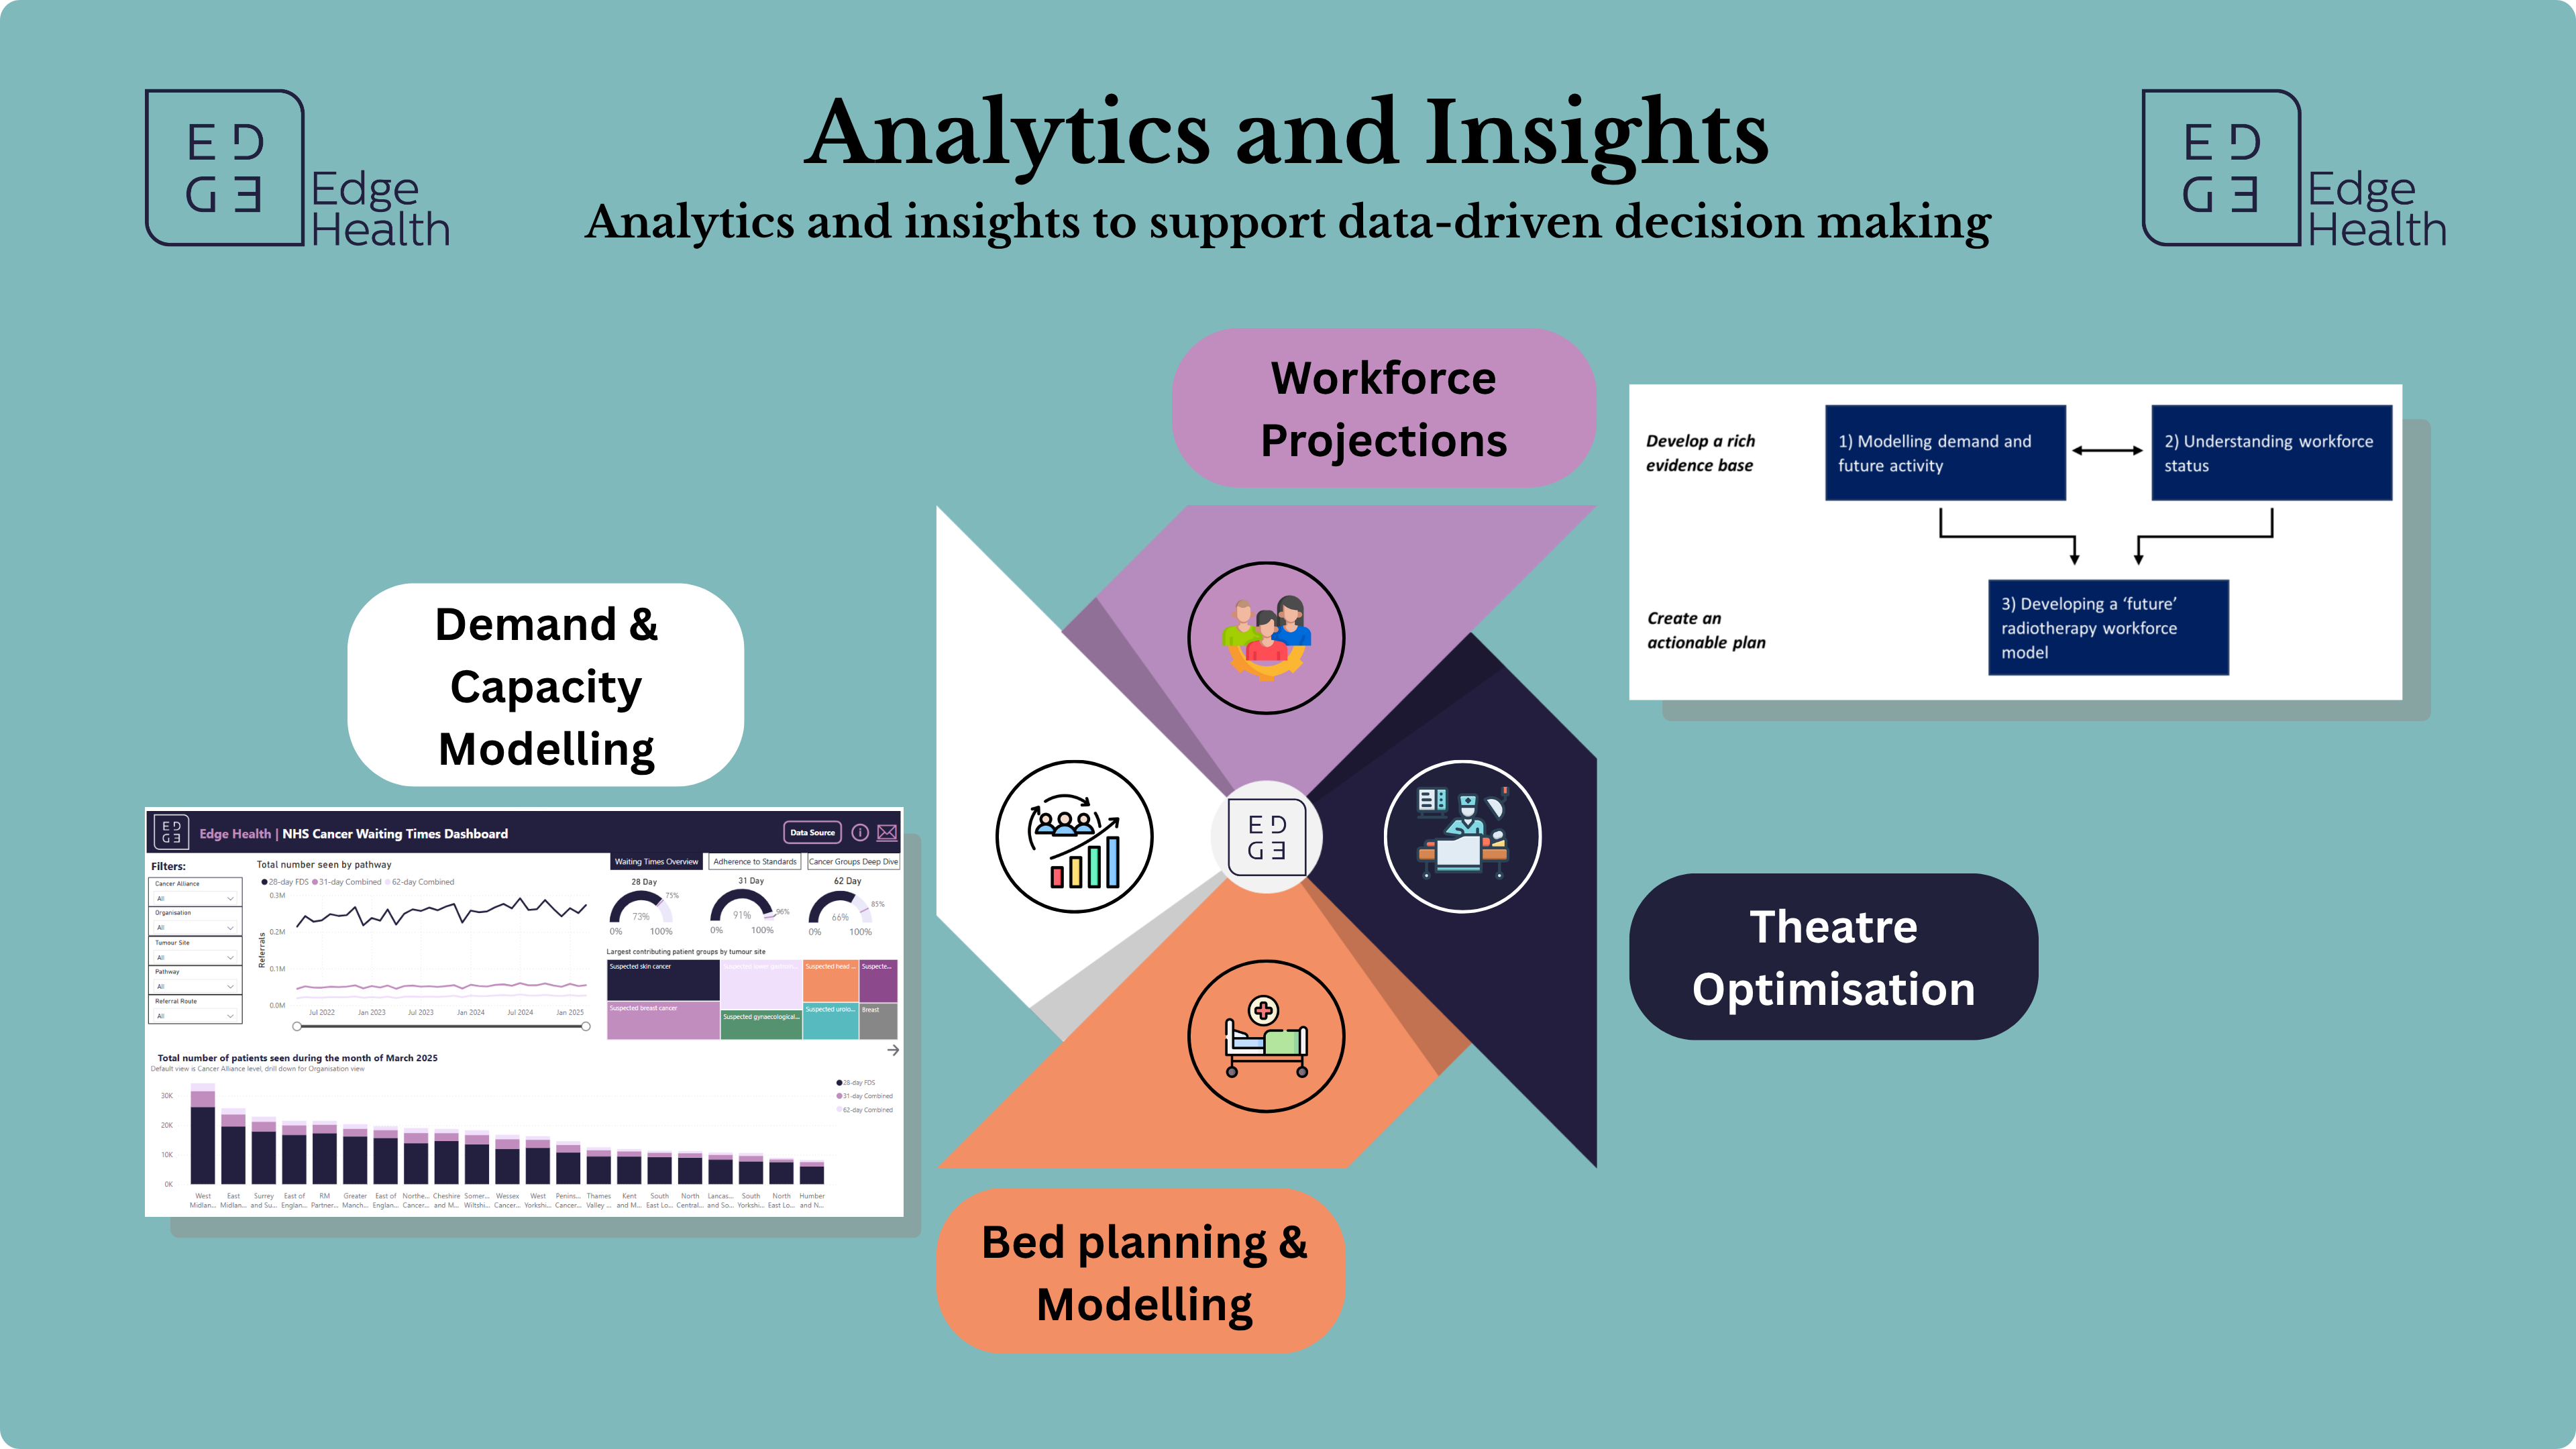 E D
G E
Edge
Health
Analytics and Insights
Analytics and insights to support data-driven decision making
E D
G E
Edge
Health
Workforce
Projections
Develop a rich
evidence base
1) Modelling demand and
future activity
2) Understanding workforce
status
Create an
actionable plan
3) Developing a ‘future’
radiotherapy workforce
model
Demand &
Capacity
Modelling
E D
G E
Edge Health | NHS Cancer Waiting Times Dashboard
Data Source
Filters:
Cancer Alliance
All
Organisation
All
Tumour Site
All
Pathway
All
Referral Route
All
Total number seen by pathway
28-day FDS 31-day Combined 62-day Combined
0.3M
0.2M
0.1M
0.0M
Referrals
Jul 2022 Jan 2023 Jul 2023 Jan 2024 Jul 2024 Jan 2025
Waiting Times Overview Adherence to Standards Cancer Groups Deep Dive
28 Day 31 Day 62 Day
75% 96% 85%
73% 91% 66%
0% 100% 0% 100% 0% 100%
Largest contributing patient groups by tumour site
Suspected skin cancer
Suspected head ...
Suspecte...
Suspected breast cancer
Suspected gynaecological...
Suspected urolo...
Breast
Total number of patients seen during the month of March 2025
Default view is Cancer Alliance level, drill down for Organisation view
28-day FDS
31-day Combined
62-day Combined
30K
20K
10K
0K
West Midlan...
East Midlan...
Surrey and Su...
East of Englan...
RM Partner...
Greater Manch...
East of Englan...
Northe... Cancer...
Cheshire and M...
Somer... Wiltshi...
Wessex Cancer...
West Yorkshi...
Penins... Cancer...
Thames Valley ...
Kent and M...
South East Lo...
North Central...
Lancas... and So...
South Yorkshi...
North East Lo...
Humber and N...
E D
G E
Theatre
Optimisation
Bed planning &
Modelling